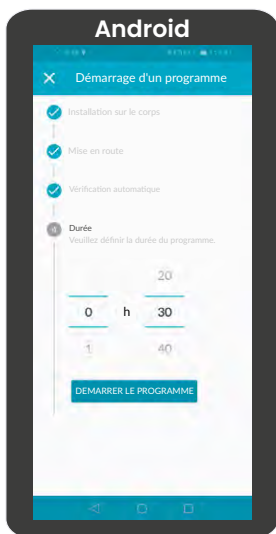 Android
Démarrage d'un programme
Installation sur le corps
Mise en route
Vérification automatique
4 Durée
Veuillez définir la durée du programme.
20
0 h 30
1 40
DEMARRER LE PROGRAMME